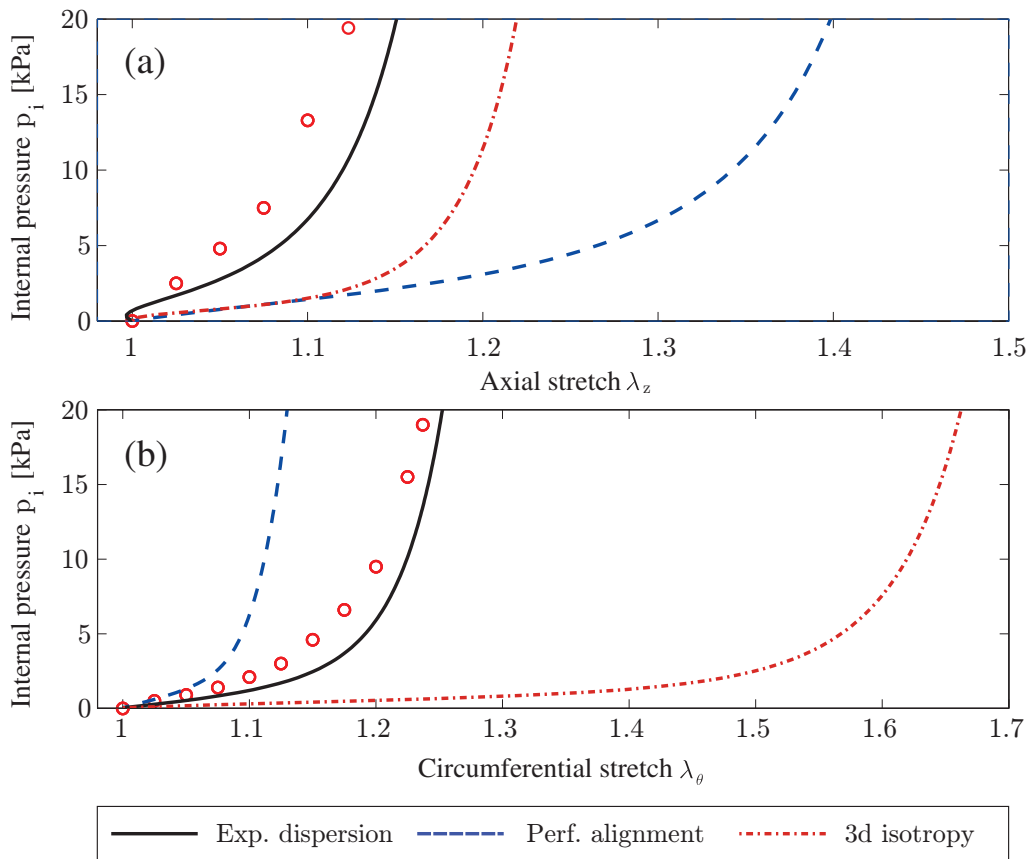 20
15
10
5
0
Internal pressure p_i [kPa]
(a)
1 1.1 1.2 1.3 1.4 1.5
Axial stretch λ_z
20
15
10
5
0
Internal pressure p_i [kPa]
(b)
1 1.1 1.2 1.3 1.4 1.5 1.6 1.7
Circumferential stretch λ_θ
Exp. dispersion Perf. alignment 3d isotropy